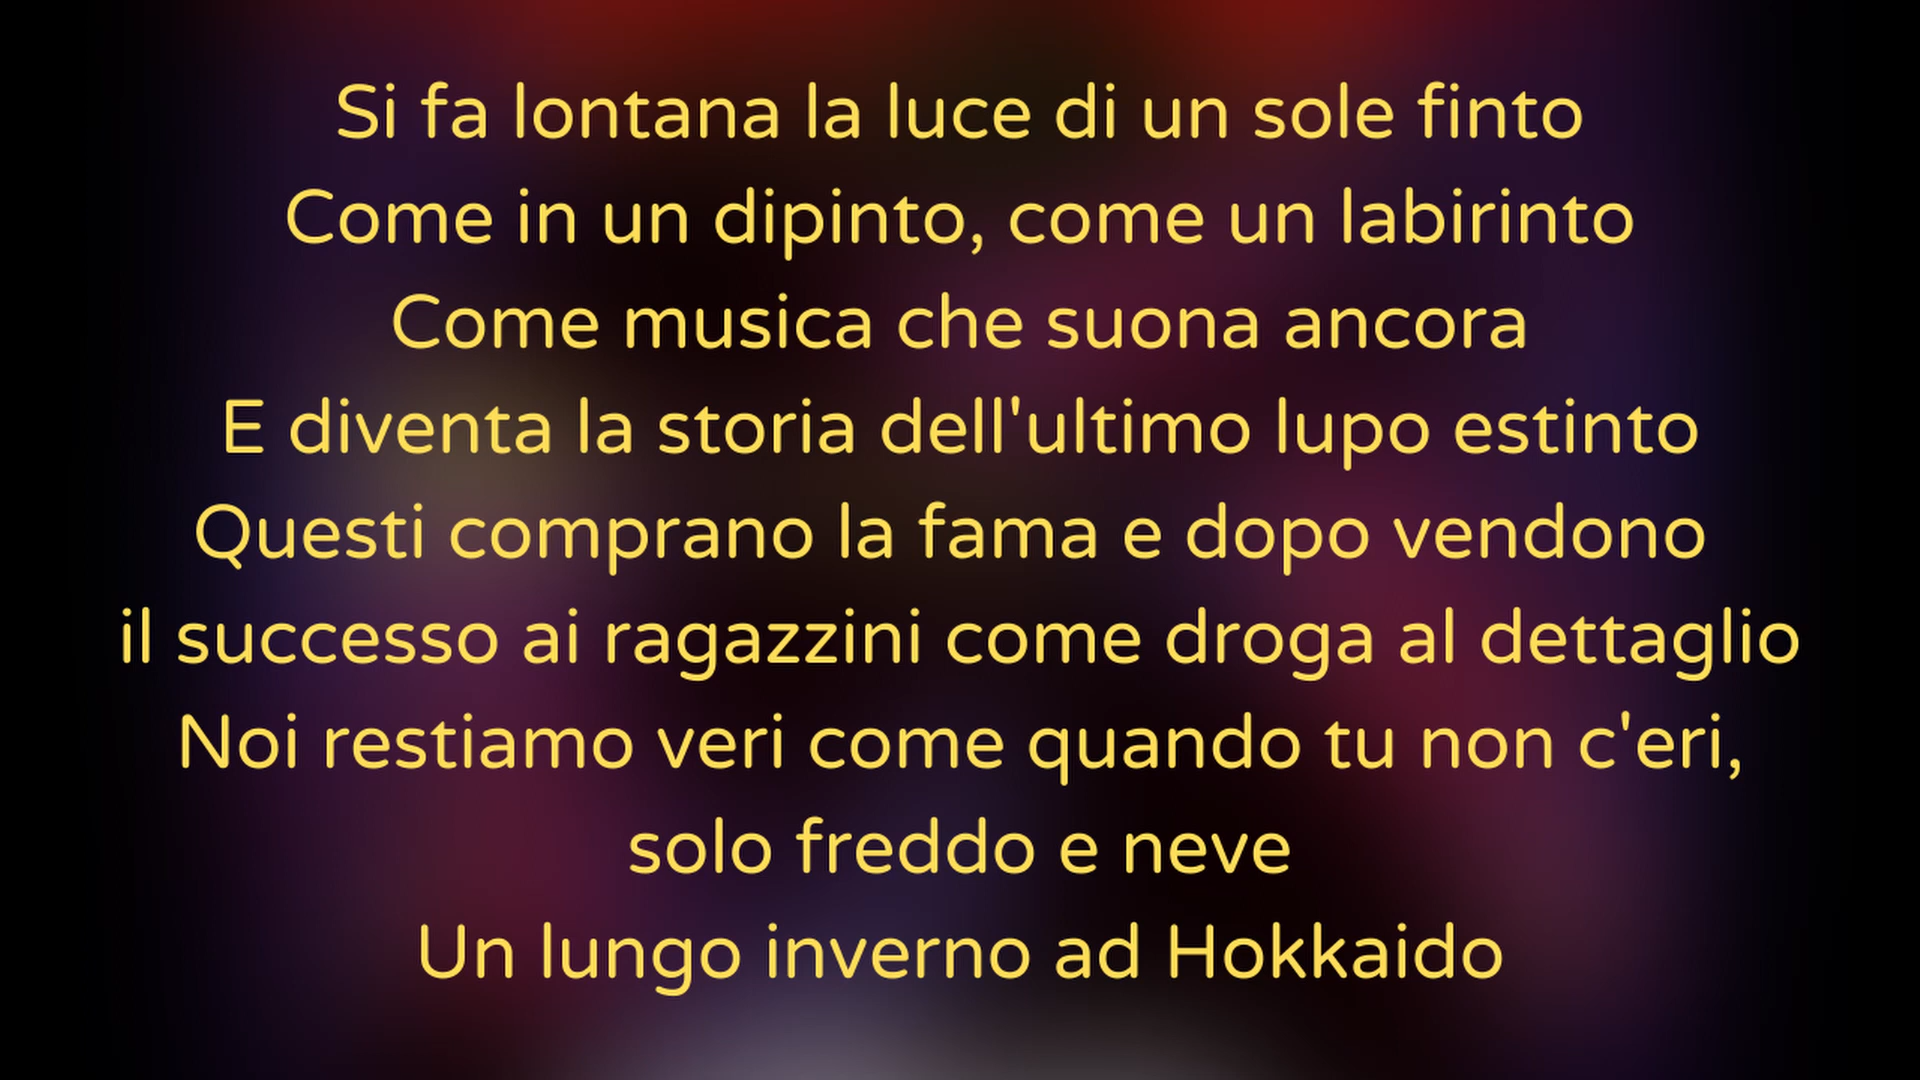 Si fa lontana la luce di un sole finto
Come in un dipinto, come un labirinto
Come musica che suona ancora
E diventa la storia dell'ultimo lupo estinto
Questi comprano la fama e dopo vendono
il successo ai ragazzini come droga al dettaglio
Noi restiamo veri come quando tu non c'eri,
solo freddo e neve
Un lungo inverno ad Hokkaido